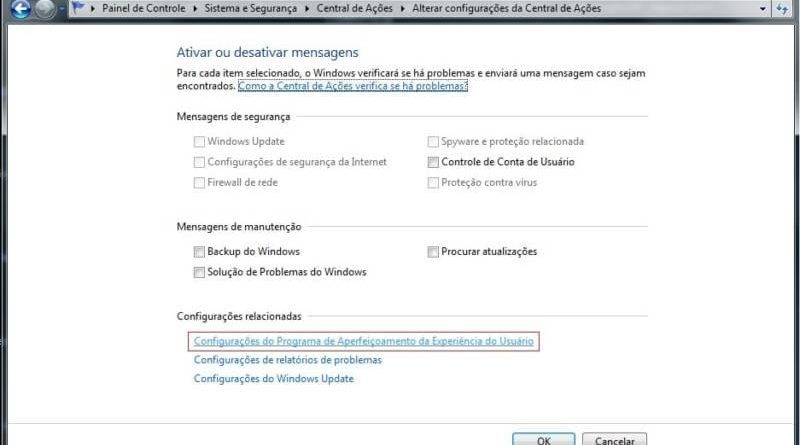 Painel de Controle ▸ Sistema e Segurança ▸ Central de Ações ▸ Alterar configurações da Central de Ações
Ativar ou desativar mensagens
Para cada item selecionado, o Windows verificará se há problemas e enviará uma mensagem caso sejam
encontrados. Como a Central de Ações verifica se há problemas?
Mensagens de segurança
Windows Update
Spyware e proteção relacionada
Configurações de segurança da Internet
Controle de Conta de Usuário
Firewall de rede
Proteção contra vírus
Mensagens de manutenção
Backup do Windows
Procurar atualizações
Solução de Problemas do Windows
Configurações relacionadas
Configurações do Programa de Aperfeiçoamento da Experiência do Usuário
Configurações de relatórios de problemas
Configurações do Windows Update
OK
Cancelar